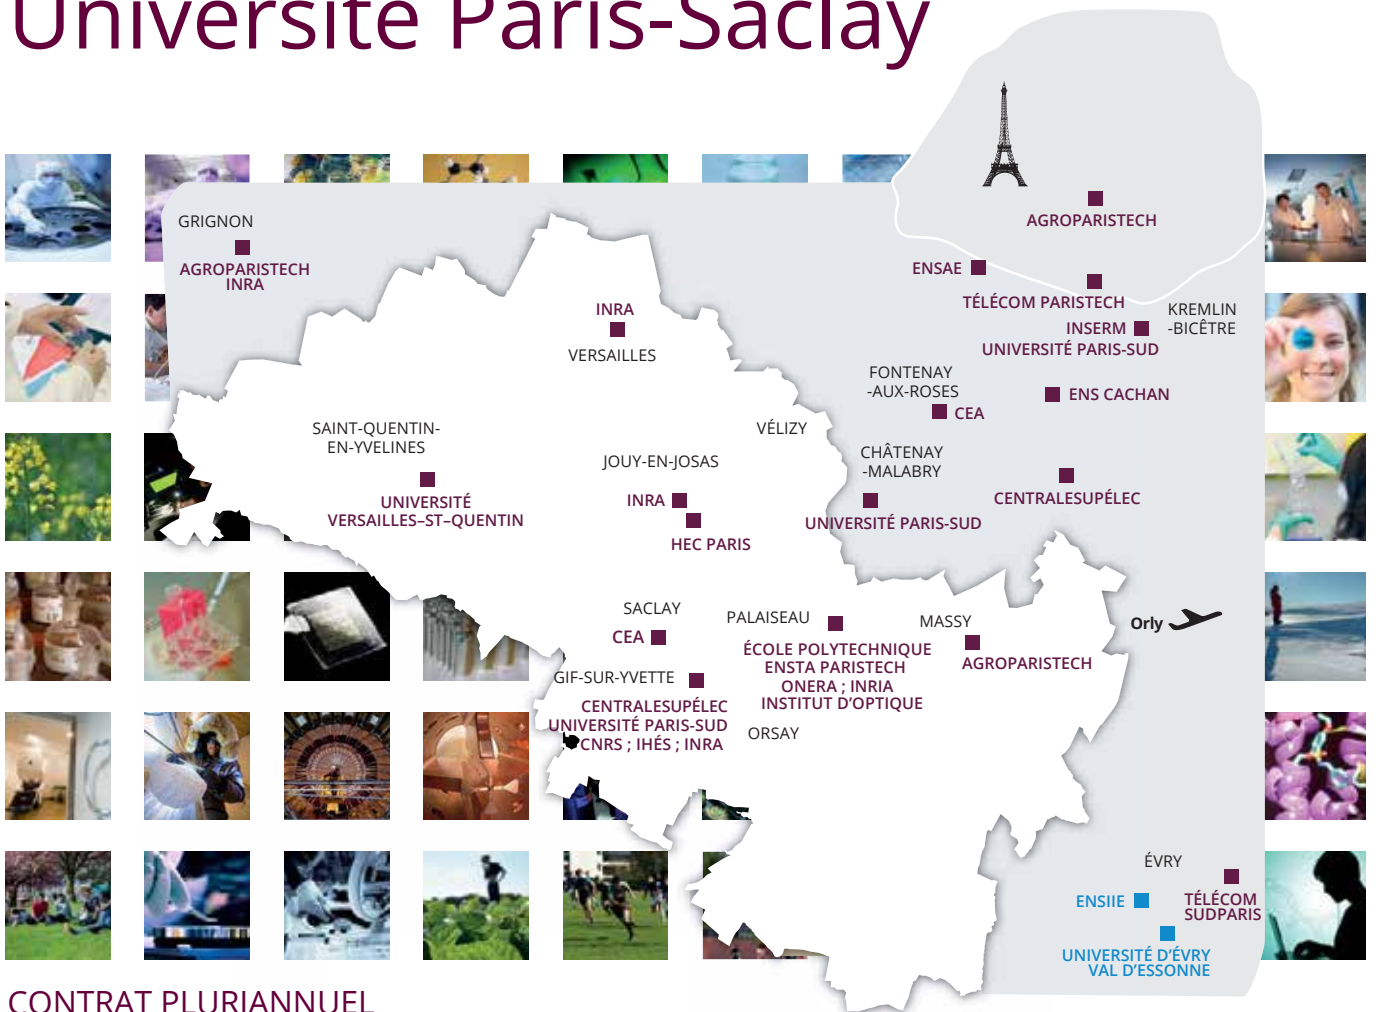 Université Paris-Saclay
GRIGNON
AGROPARISTECH
INRA
AGROPARISTECH
ENSAE
TÉLÉCOM PARISTECH
KREMLIN
-BICÊTRE
INSERM
UNIVERSITÉ PARIS-SUD
INRA
VERSAILLES
FONTENAY
-AUX-ROSES
CEA
ENS CACHAN
SAINT-QUENTIN-
EN-YVELINES
UNIVERSITÉ
VERSAILLES–ST–QUENTIN
VÉLIZY
JOUY-EN-JOSAS
INRA
HEC PARIS
CHÂTENAY
-MALABRY
UNIVERSITÉ PARIS-SUD
CENTRALESUPÉLEC
SACLAY
CEA
PALAISEAU
ÉCOLE POLYTECHNIQUE
ENSTA PARISTECH
ONERA ; INRIA
INSTITUT D'OPTIQUE
MASSY
AGROPARISTECH
Orly
GIF-SUR-YVETTE
CENTRALESUPÉLEC
UNIVERSITÉ PARIS-SUD
CNRS ; IHÉS ; INRA
ORSAY
ÉVRY
ENSIIE
TÉLÉCOM
SUDPARIS
UNIVERSITÉ D'ÉVRY
VAL D'ESSONNE
CONTRAT PLURIANNUEL